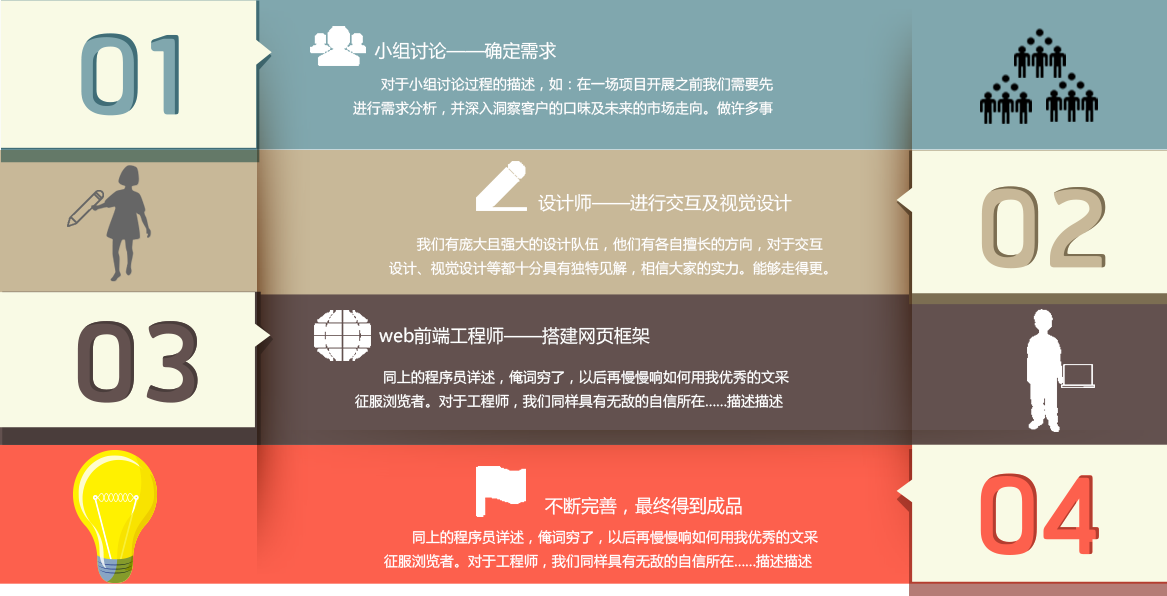 01
小组讨论——确定需求
对于小组讨论过程的描述，如：在一场项目开展之前我们需要先
进行需求分析，并深入洞察客户的口味及未来的市场走向。做许多事
设计师——进行交互及视觉设计
02
我们有庞大且强大的设计队伍，他们有各自擅长的方向，对于交互
设计、视觉设计等都十分具有独特见解，相信大家的实力。能够走得更。
03
web前端工程师——搭建网页框架
同上的程序员详述，俺词穷了，以后再慢慢响如何用我优秀的文采
征服浏览者。对于工程师，我们同样具有无敌的自信所在......描述描述
不断完善，最终得到成品
04
同上的程序员详述，俺词穷了，以后再慢慢响如何用我优秀的文采
征服浏览者。对于工程师，我们同样具有无敌的自信所在......描述描述